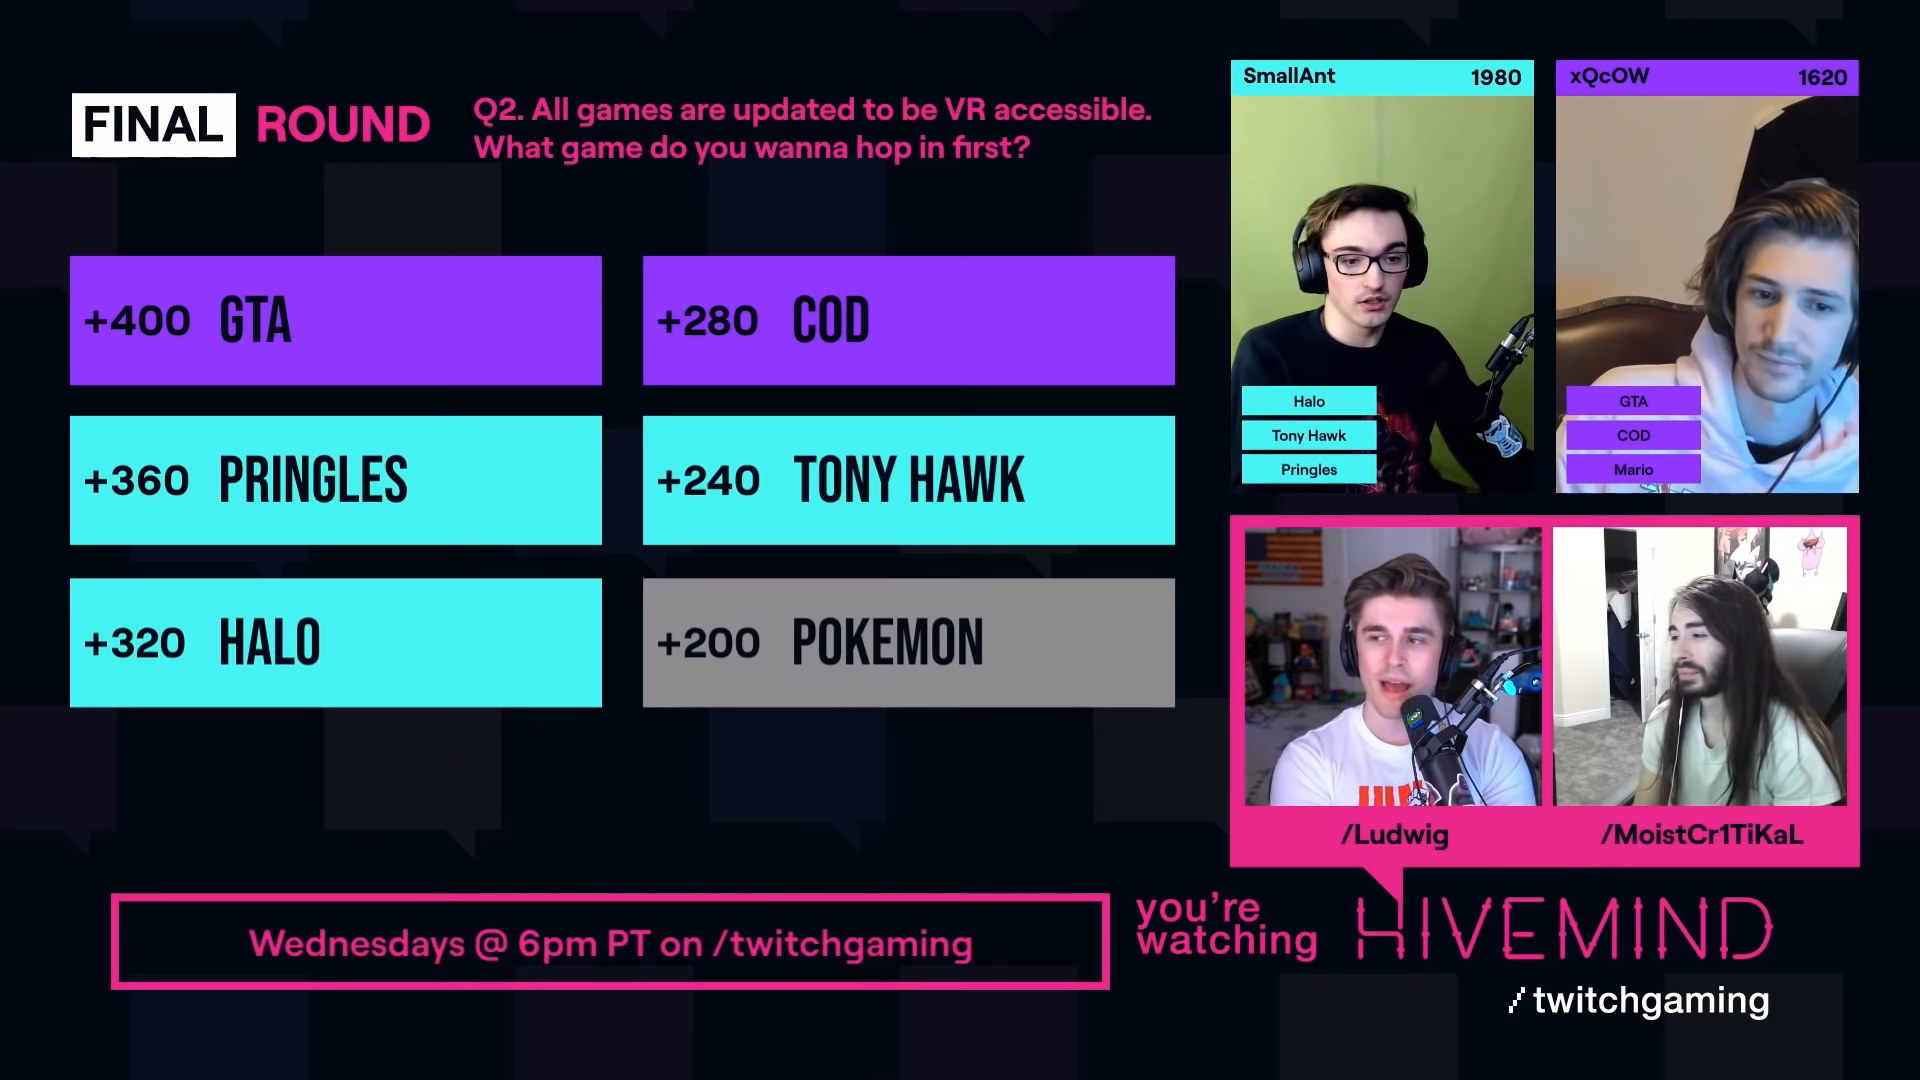 FINAL ROUND
Q2. All games are updated to be VR accessible.
What game do you wanna hop in first?
+400 GTA
+280 COD
+360 PRINGLES
+240 TONY HAWK
+320 HALO
+200 POKEMON
SmallAnt 1980
Halo
Tony Hawk
Pringles
xQcOW 1620
GTA
COD
Mario
/Ludwig
/MoistCr1TiKaL
Wednesdays @ 6pm PT on /twitchgaming
you're
watching
HIVEMIND
/twitchgaming